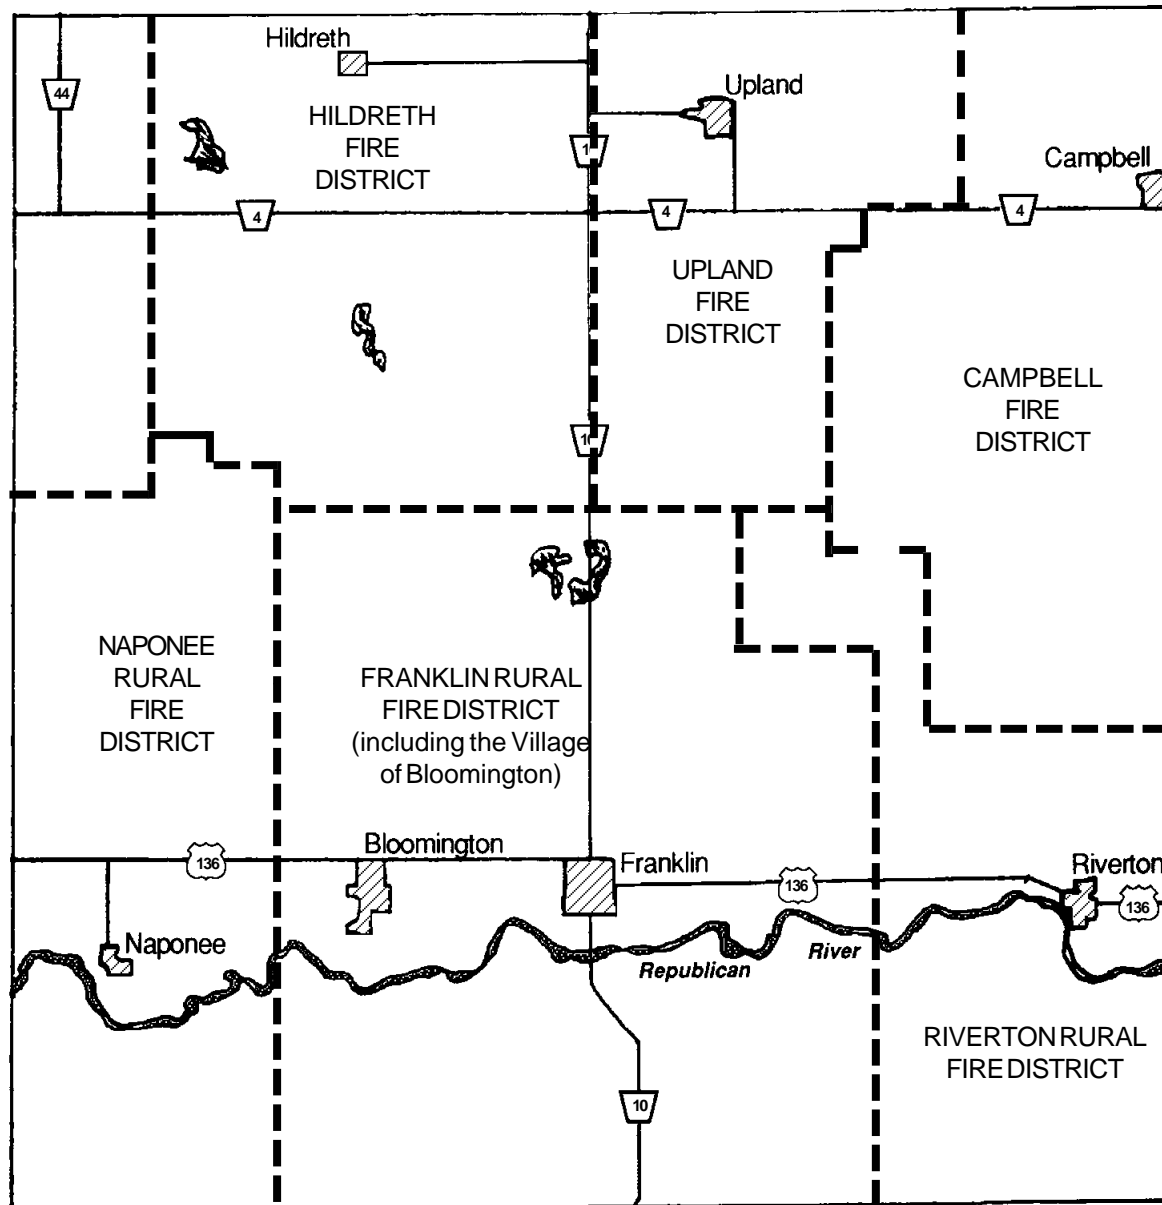 Hildreth
Upland
44
HILDRETH
FIRE
DISTRICT
Campbell
4
4
4
UPLAND
FIRE
DISTRICT
CAMPBELL
FIRE
DISTRICT
NAPONEE
RURAL
FIRE
DISTRICT
FRANKLIN RURAL
FIRE DISTRICT
(including the Village
of Bloomington)
Bloomington
136
Franklin
136
Riverton
136
Naponee
Republican
River
RIVERTON RURAL
FIRE DISTRICT
10